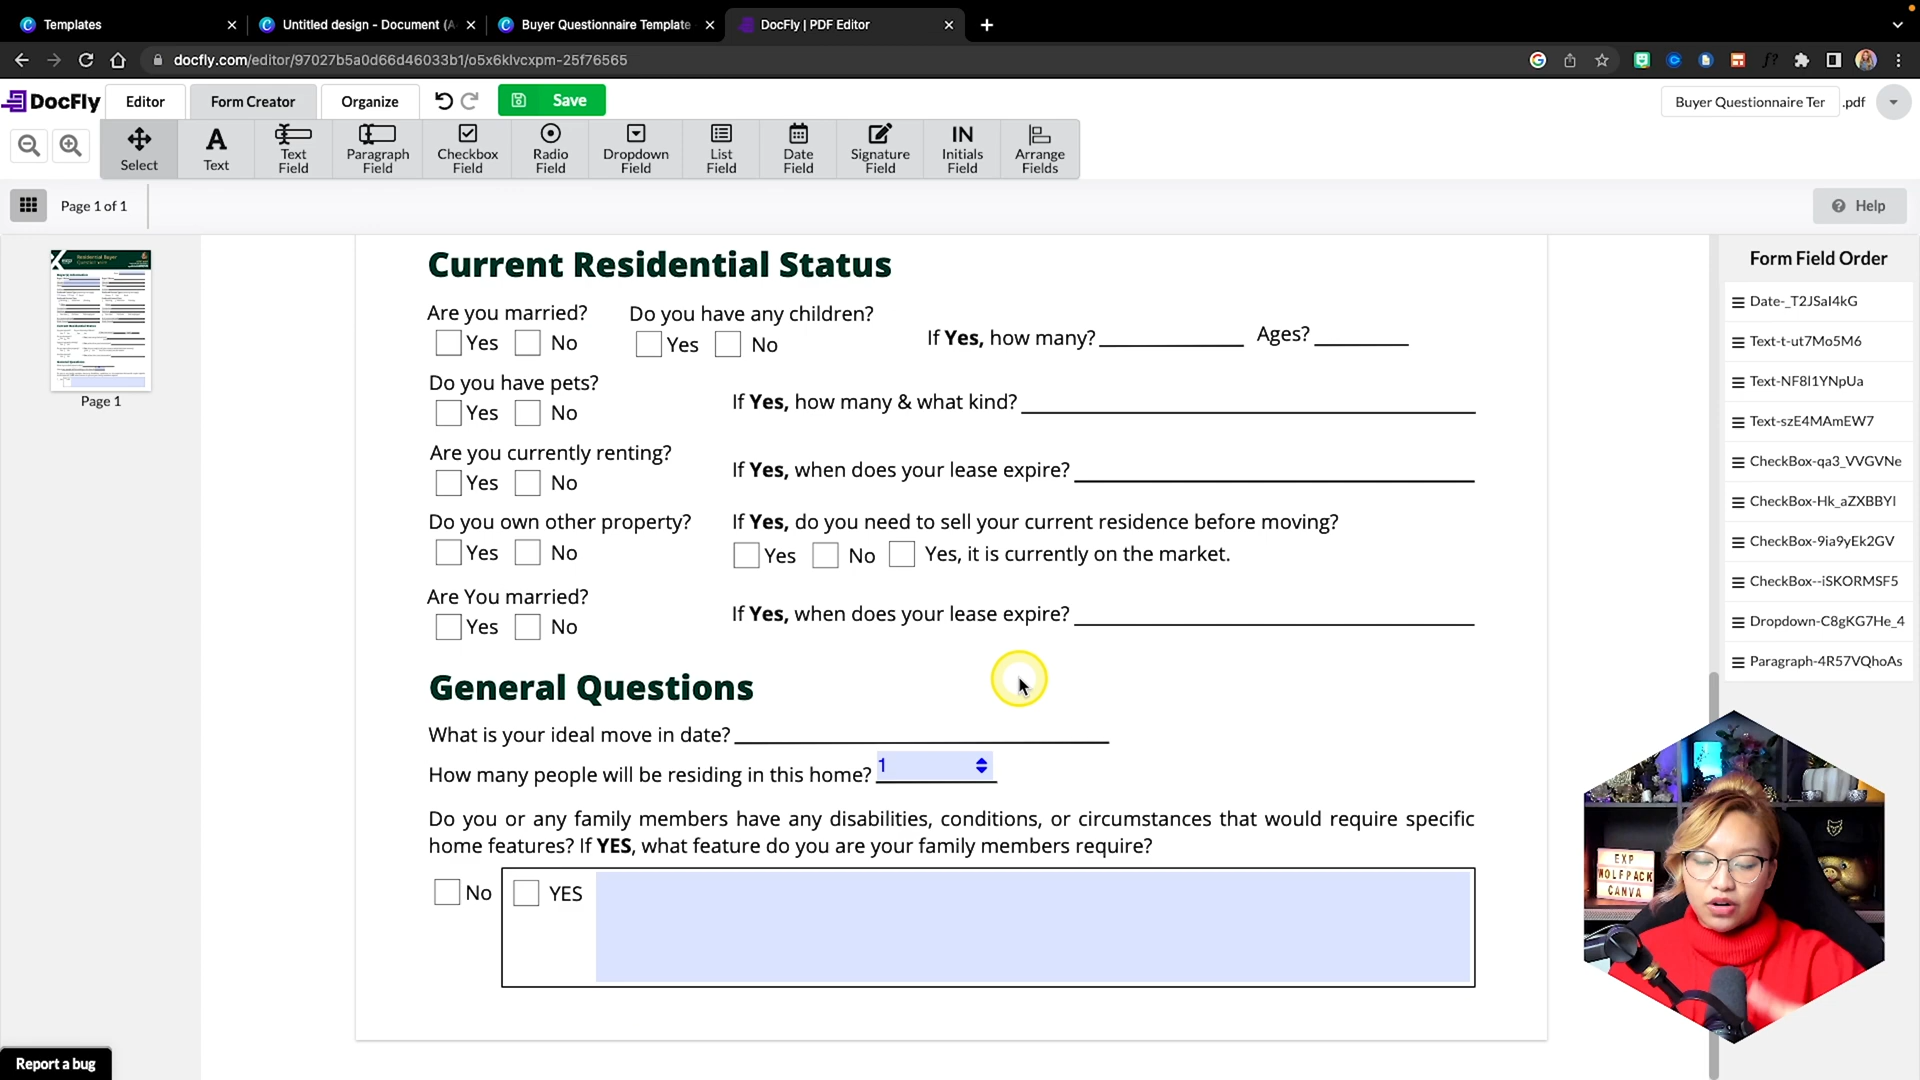 Templates
Untitled design - Document (A
Buyer Questionnaire Template
DocFly | PDF Editor
docfly.com/editor/97027b5a0d66d46033b1/o5x6klvcxpm-25f76565
DocFly
Editor
Form Creator
Organize
Save
Buyer Questionnaire Ter
.pdf
Select
Text
Text Field
Paragraph Field
Checkbox Field
Radio Field
Dropdown Field
List Field
Date Field
Signature Field
IN
Initials Field
Arrange Fields
Page 1 of 1
Help
Page 1
Current Residential Status
Are you married?
Yes No
Do you have any children?
Yes No
If Yes, how many? Ages?
Do you have pets?
Yes No
If Yes, how many & what kind?
Are you currently renting?
Yes No
If Yes, when does your lease expire?
Do you own other property?
Yes No
If Yes, do you need to sell your current residence before moving?
Yes No Yes, it is currently on the market.
Are You married?
Yes No
If Yes, when does your lease expire?
General Questions
What is your ideal move in date?
How many people will be residing in this home? 1
Do you or any family members have any disabilities, conditions, or circumstances that would require specific
home features? If YES, what feature do you are your family members require?
No YES
Form Field Order
Date-_T2JSaI4kG
Text-t-ut7Mo5M6
Text-NF8I1YNpUa
Text-szE4MAmEW7
CheckBox-qa3_VVGVNe
CheckBox-Hk_aZXBBYI
CheckBox-9ia9yEk2GV
CheckBox--iSKORMSF5
Dropdown-C8gKG7He_4
Paragraph-4R57VQhoAs
EXP
WOLFPACK
CANVA
Report a bug